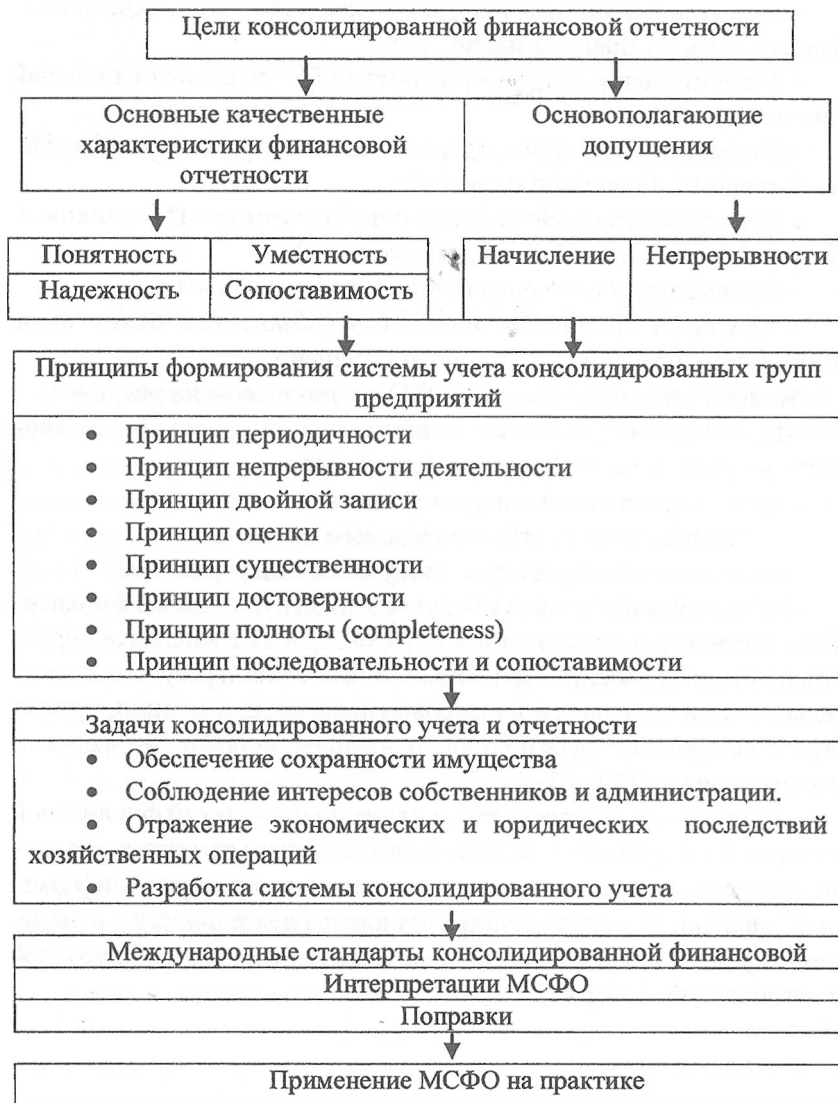 Цели консолидированной финансовой отчетности
Основные качественные
характеристики финансовой
отчетности
Основополагающие
допущения
Понятность
Уместность
Начисление
Непрерывности
Надежность
Сопоставимость
Принципы формирования системы учета консолидированных групп
предприятий
• Принцип периодичности
• Принцип непрерывности деятельности
• Принцип двойной записи
• Принцип оценки
• Принцип существенности
• Принцип достоверности
• Принцип полноты (completeness)
• Принцип последовательности и сопоставимости
Задачи консолидированного учета и отчетности
• Обеспечение сохранности имущества
• Соблюдение интересов собственников и администрации.
• Отражение экономических и юридических последствий
хозяйственных операций
• Разработка системы консолидированного учета
Международные стандарты консолидированной финансовой
Интерпретации МСФО
Поправки
Применение МСФО на практике